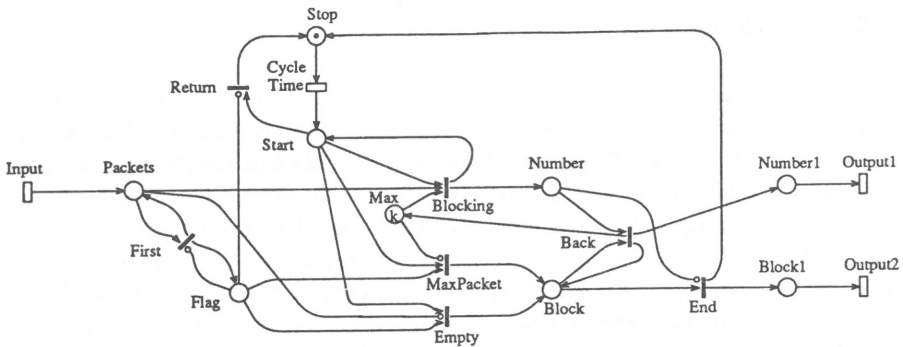 Stop
Cycle
Time
Return
Start
Input
Packets
Number
Number1
Output1
Max
k
Blocking
First
Back
Flag
MaxPacket
Block
End
Block1
Output2
Empty